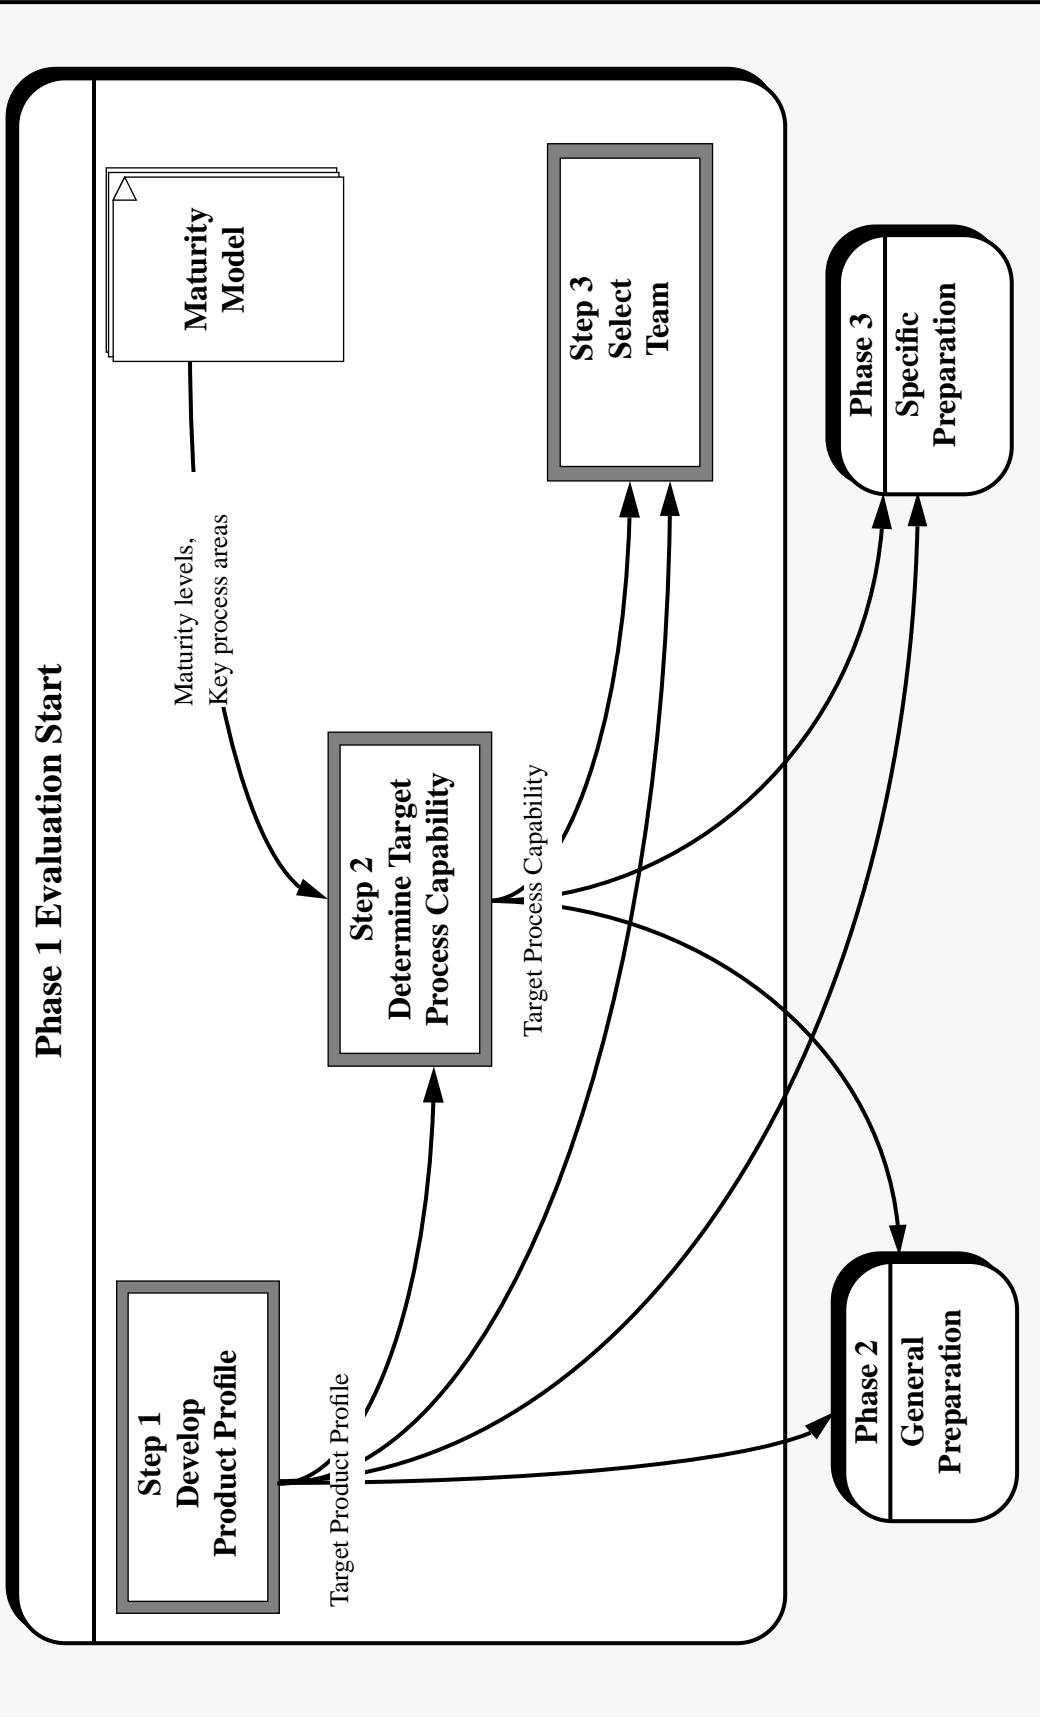 Phase 1 Evaluation Start
Step 1
Develop
Product Profile
Target Product Profile
Maturity
Model
Maturity levels,
Key process areas
Step 2
Determine Target
Process Capability
Target Process Capability
Step 3
Select
Team
Phase 2
General
Preparation
Phase 3
Specific
Preparation